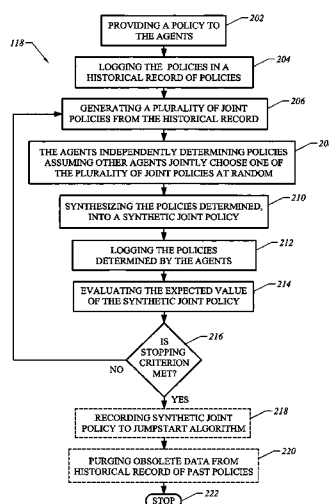 202
PROVIDING A POLICY TO
THE AGENTS
118
204
LOGGING THE POLICIES IN A
HISTORICAL RECORD OF POLICIES
206
GENERATING A PLURALITY OF JOINT
POLICIES FROM THE HISTORICAL RECORD
THE AGENTS INDEPENDENTLY DETERMINING POLICIES
ASSUMING OTHER AGENTS JOINTLY CHOOSE ONE OF
THE PLURALITY OF JOINT POLICIES AT RANDOM
210
SYNTHESIZING THE POLICIES DETERMINED,
INTO A SYNTHETIC JOINT POLICY
212
LOGGING THE POLICIES
DETERMINED BY THE AGENTS
214
EVALUATING THE EXPECTED VALUE
OF THE SYNTHETIC JOINT POLICY
216
IS
STOPPING
CRITERION
MET?
NO
YES
218
RECORDING SYNTHETIC JOINT
POLICY TO JUMPSTART ALGORITHM
220
PURGING OBSOLETE DATA FROM
HISTORICAL RECORD OF PAST POLICIES
STOP
222